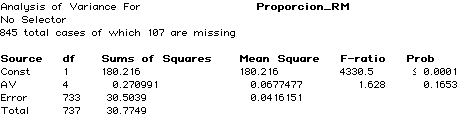 Analysis of Variance For Proporcion_RM
No Selector
845 total cases of which 107 are missing
Source df Sums of Squares Mean Square F-ratio Prob
Const 1 180.216 180.216 4330.5 ≤ 0.0001
AV 4 0.270991 0.0677477 1.628 0.1653
Error 733 30.5039 0.0416151
Total 737 30.7749